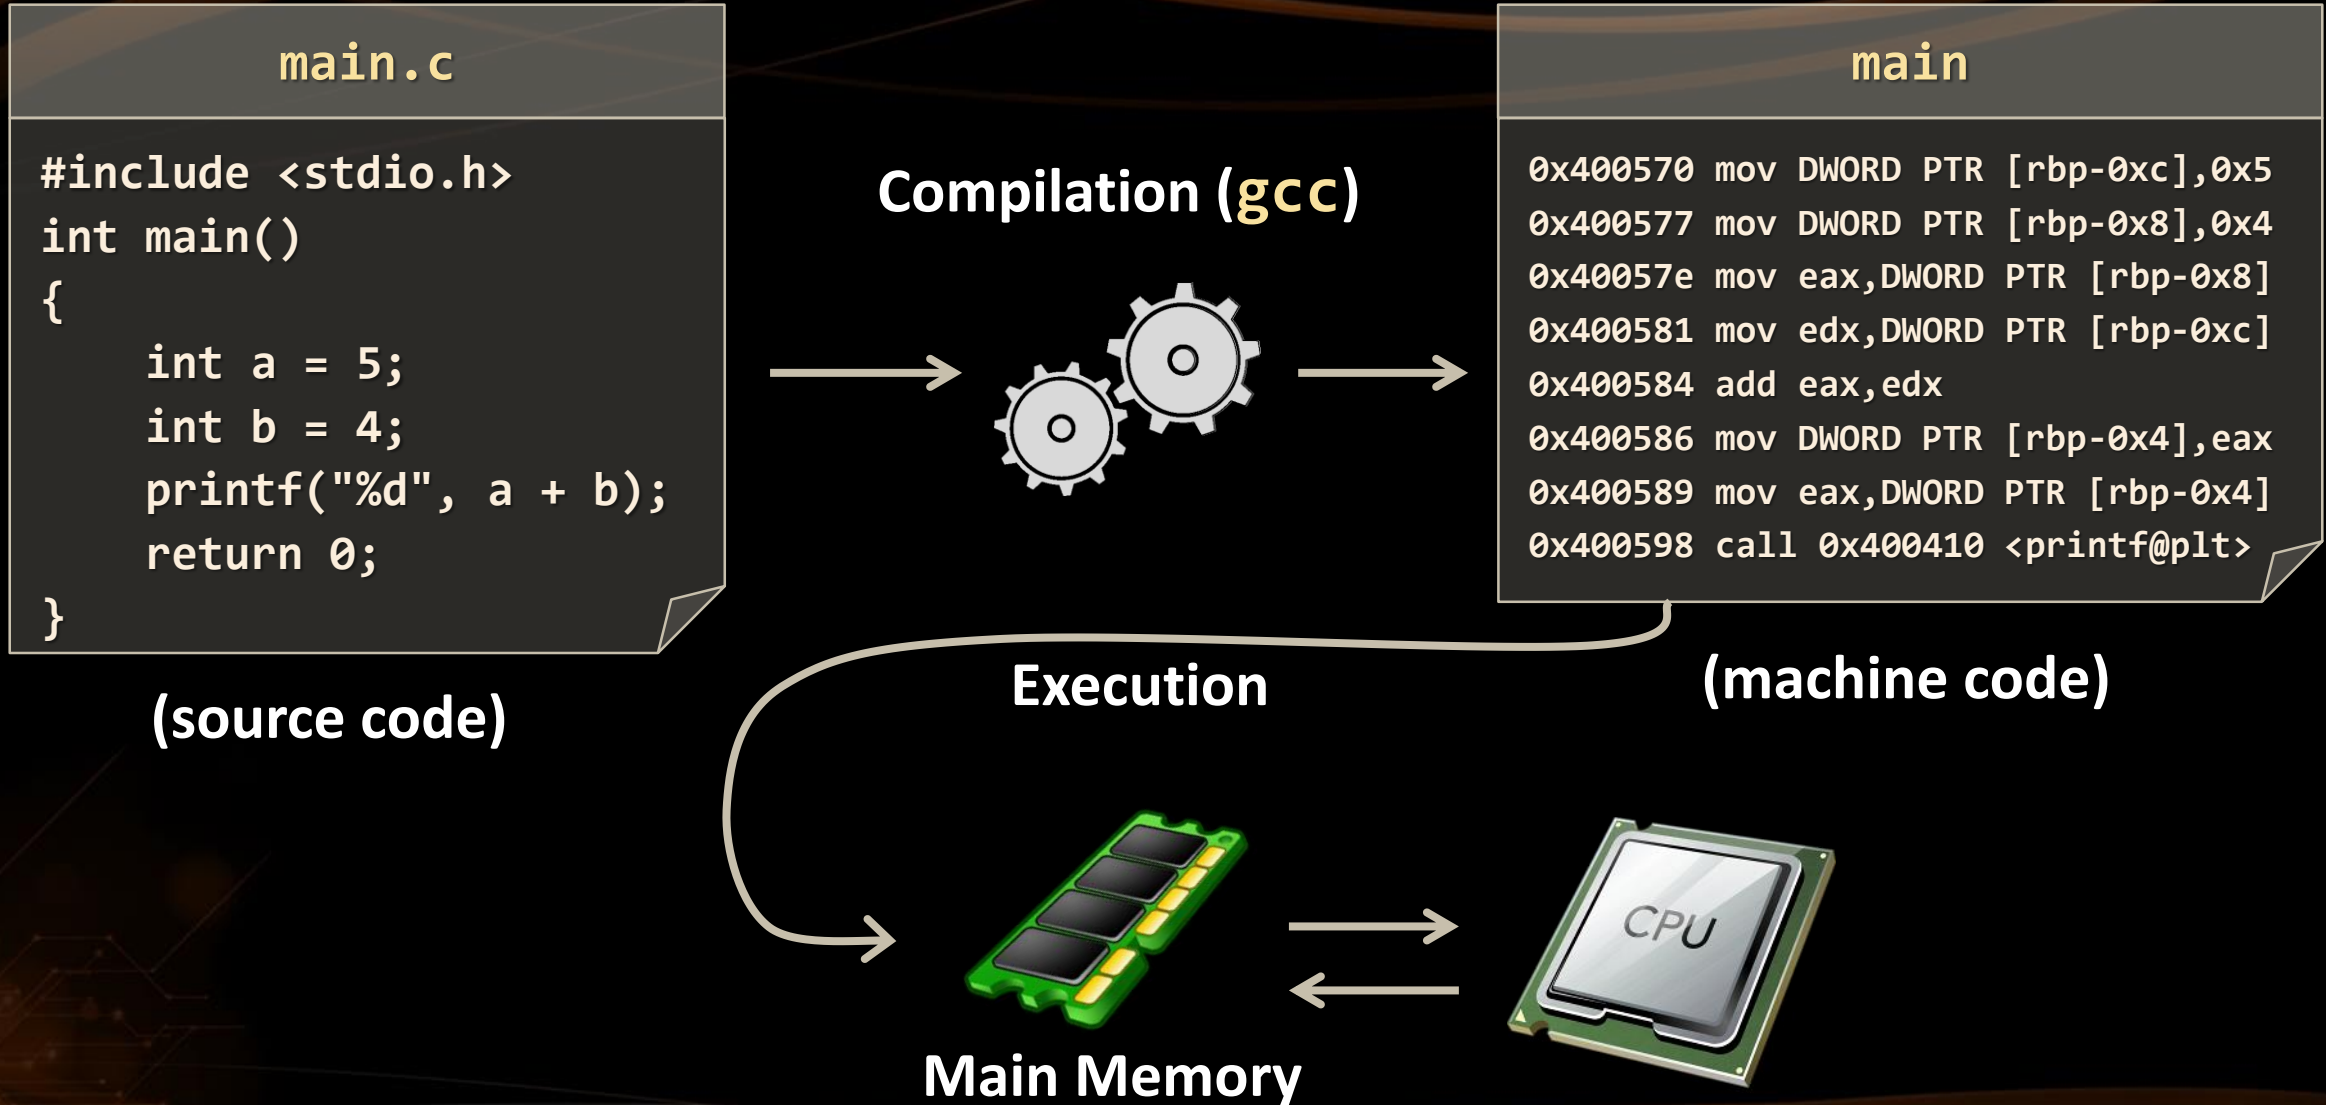 main.c
#include <stdio.h>
int main()
{
    int a = 5;
    int b = 4;
    printf("%d", a + b);
    return 0;
}
(source code)
Compilation (gcc)
main
0x400570 mov DWORD PTR [rbp-0xc],0x5
0x400577 mov DWORD PTR [rbp-0x8],0x4
0x40057e mov eax,DWORD PTR [rbp-0x8]
0x400581 mov edx,DWORD PTR [rbp-0xc]
0x400584 add eax,edx
0x400586 mov DWORD PTR [rbp-0x4],eax
0x400589 mov eax,DWORD PTR [rbp-0x4]
0x400598 call 0x400410 <printf@plt>
(machine code)
Execution
Main Memory
CPU